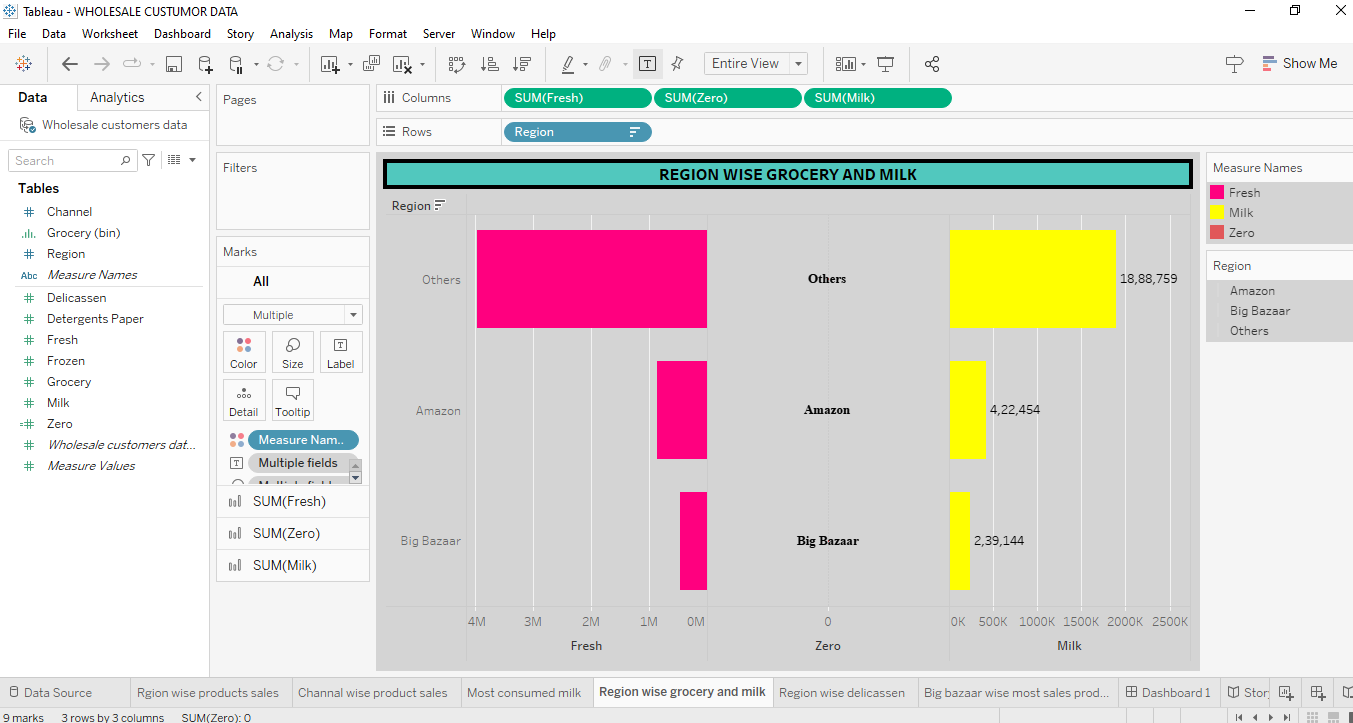 Tableau - WHOLESALE CUSTUMOR DATA
File Data Worksheet Dashboard Story Analysis Map Format Server Window Help
Entire View
Show Me
Data Analytics
Wholesale customers data
Search
Tables
Channel
Grocery (bin)
Region
Abc Measure Names
Delicassen
Detergents Paper
Fresh
Frozen
Grocery
Milk
Zero
Wholesale customers dat...
Measure Values
Pages
Filters
Marks
All
Multiple
Color Size Label
Detail Tooltip
Measure Nam..
Multiple fields
Multiple fields
SUM(Fresh)
SUM(Zero)
SUM(Milk)
Columns SUM(Fresh) SUM(Zero) SUM(Milk)
Rows Region
REGION WISE GROCERY AND MILK
Region
Others Others 18,88,759
Amazon Amazon 4,22,454
Big Bazaar Big Bazaar 2,39,144
4M 3M 2M 1M 0M 0 0K 500K 1000K 1500K 2000K 2500K
Fresh Zero Milk
Measure Names
Fresh
Milk
Zero
Region
Amazon
Big Bazaar
Others
Data Source Rgion wise products sales Channal wise product sales Most consumed milk Region wise grocery and milk Region wise delicassen Big bazaar wise most sales prod... Dashboard 1 Stor
9 marks 3 rows by 3 columns SUM(Zero): 0